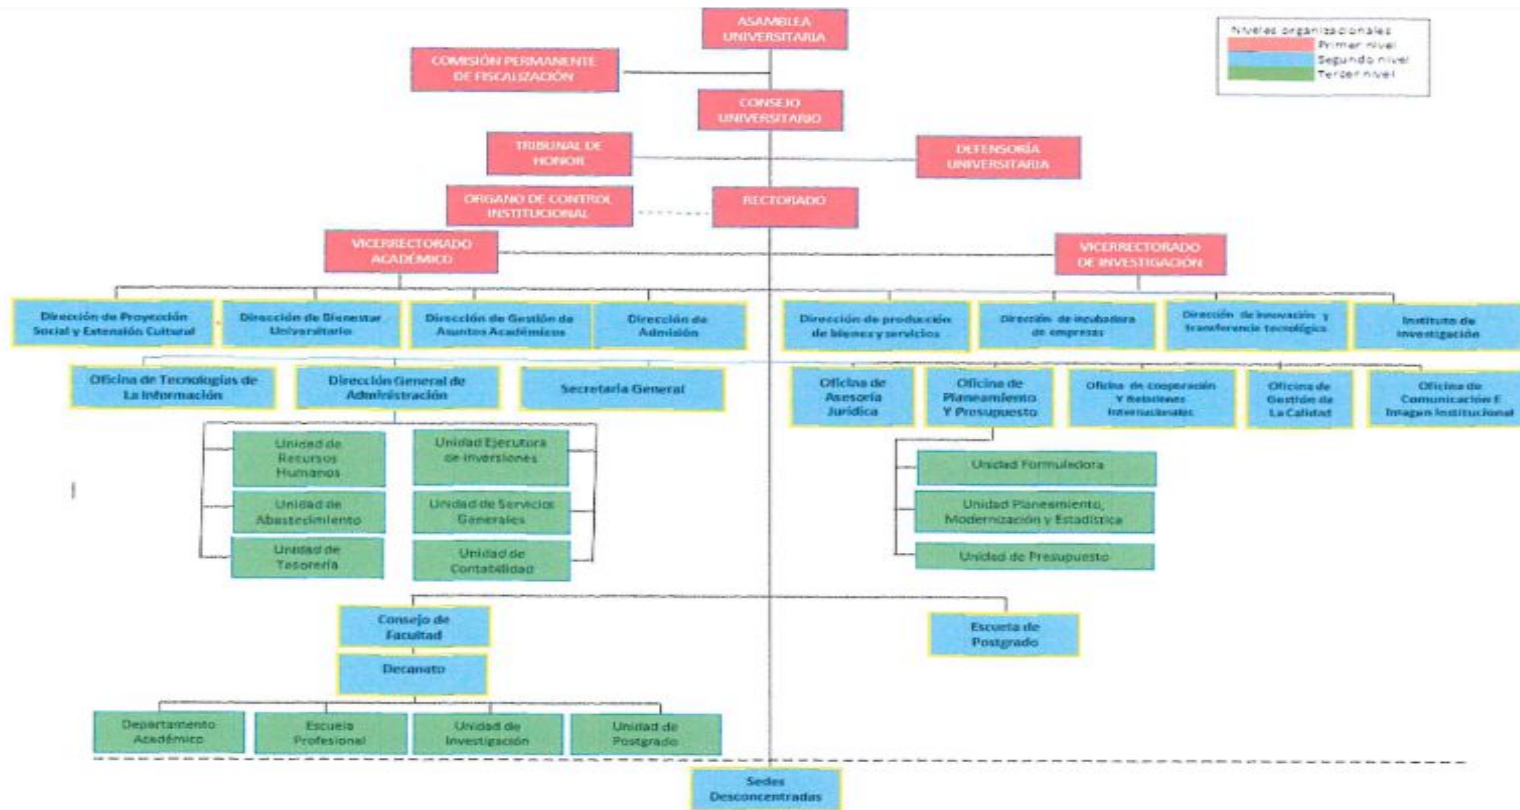 ASAMBLEA
UNIVERSITARIA
Niveles organizacionales
Primer nivel
Segundo nivel
Tercer nivel
COMISIÓN PERMANENTE
DE FISCALIZACIÓN
CONSEJO
UNIVERSITARIO
TRIBUNAL DE
HONOR
DEFENSORÍA
UNIVERSITARIA
ORGANO DE CONTROL
INSTITUCIONAL
RECTORADO
VICERRECTORADO
ACADÉMICO
VICERRECTORADO
DE INVESTIGACIÓN
Dirección de Proyección
Social y Extensión Cultural
Dirección de Bienestar
Universitario
Dirección de Gestión de
Asuntos Académicos
Dirección de
Admisión
Dirección de producción
de bienes y servicios
Dirección de incubadora
de empresas
Dirección de innovación y
transferencia tecnológica
Instituto de
Investigación
Oficina de Tecnologías de
La Información
Dirección General de
Administración
Secretaría General
Oficina de
Asesoría
Jurídica
Oficina de
Planeamiento
Y Presupuesto
Oficina de cooperación
Y Relaciones
Internacionales
Oficina de
Gestión de
La Calidad
Oficina de
Comunicación E
Imagen Institucional
Unidad de
Recursos
Humanos
Unidad Ejecutora
de Inversiones
Unidad Formuladora
Unidad de
Abastecimiento
Unidad de Servicios
Generales
Unidad Planeamiento,
Modernización y Estadística
Unidad de
Tesorería
Unidad de
Contabilidad
Unidad de Presupuesto
Consejo de
Facultad
Escuela de
Postgrado
Decanato
Departamento
Académico
Escuela
Profesional
Unidad de
Investigación
Unidad de
Postgrado
Sedes
Desconcentradas